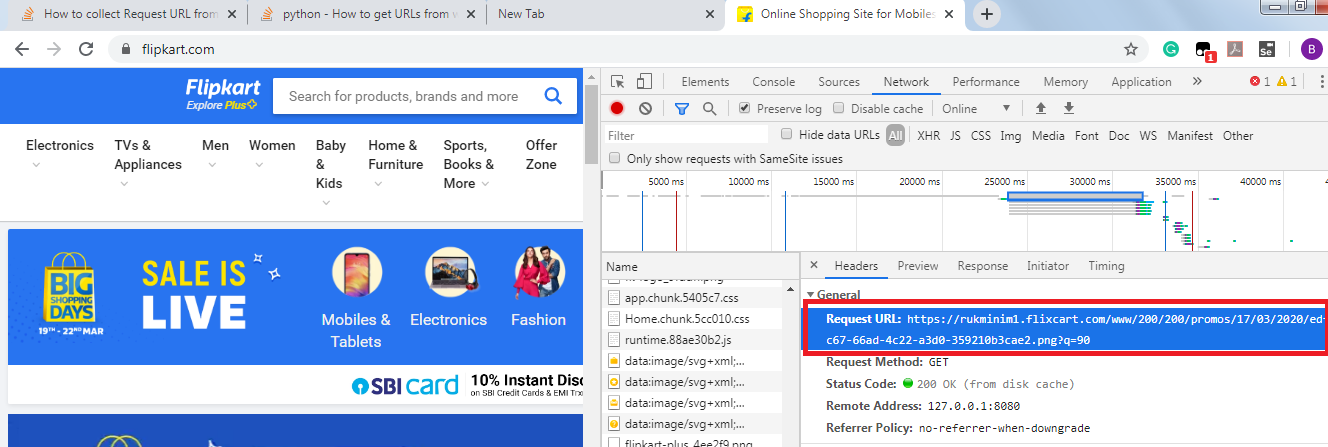 How to collect Request URL from
python - How to get URLs from w
New Tab
Online Shopping Site for Mobiles
flipkart.com
1
B
Flipkart
Explore Plus
Search for products, brands and more
Electronics
TVs &
Appliances
Men
Women
Baby
&
Kids
Home &
Furniture
Sports,
Books &
More
Offer
Zone
BIG
SHOPPING
DAYS
19TH - 22ND MAR
SALE IS
LIVE
Mobiles &
Tablets
Electronics
Fashion
SBI card
10% Instant Disc
on SBI Credit Cards & EMI Trx
Elements Console Sources Network Performance Memory Application » 1 1
Preserve log Disable cache Online
Filter Hide data URLs All XHR JS CSS Img Media Font Doc WS Manifest Other
Only show requests with SameSite issues
5000 ms 10000 ms 15000 ms 20000 ms 25000 ms 30000 ms 35000 ms 40000 ms
Name
app.chunk.5405c7.css
Home.chunk.5cc010.css
runtime.88ae30b2.js
data:image/svg+xml;...
data:image/svg+xml;...
data:image/svg+xml;...
data:image/svg+xml;...
flipkart-plus_4ee2f9.png
Headers Preview Response Initiator Timing
General
Request URL: https://rukminim1.flixcart.com/www/200/200/promos/17/03/2020/ed-
c67-66ad-4c22-a3d0-359210b3cae2.png?q=90
Request Method: GET
Status Code: 200 OK (from disk cache)
Remote Address: 127.0.0.1:8080
Referrer Policy: no-referrer-when-downgrade